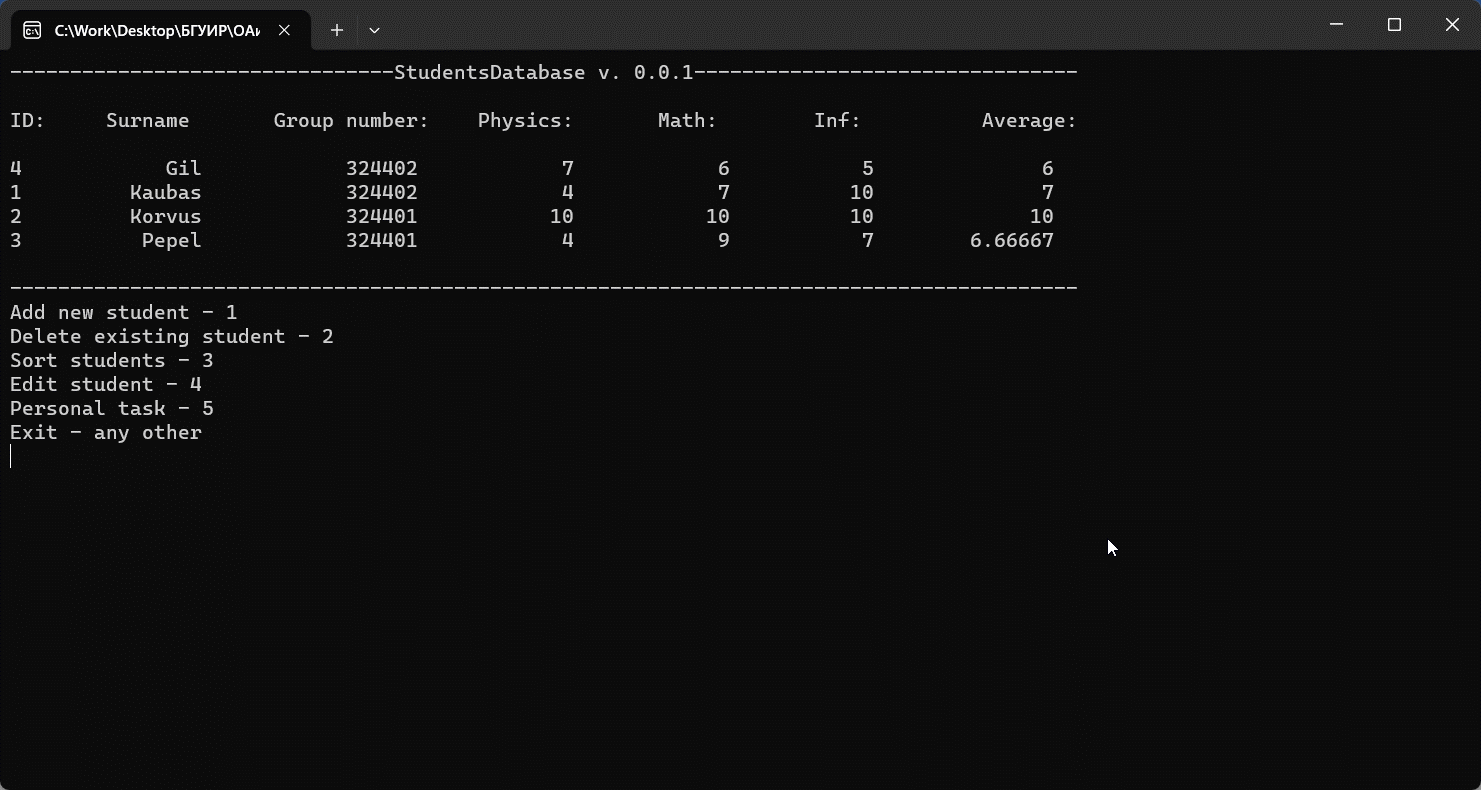 C:\Work\Desktop\БГУИР\ОАи
--------------------------------StudentsDatabase v. 0.0.1--------------------------------
ID: Surname Group number: Physics: Math: Inf: Average:
4 Gil 324402 7 6 5 6
1 Kaubas 324402 4 7 10 7
2 Korvus 324401 10 10 10 10
3 Pepel 324401 4 9 7 6.66667
-----------------------------------------------------------------------------------------
Add new student - 1
Delete existing student - 2
Sort students - 3
Edit student - 4
Personal task - 5
Exit - any other